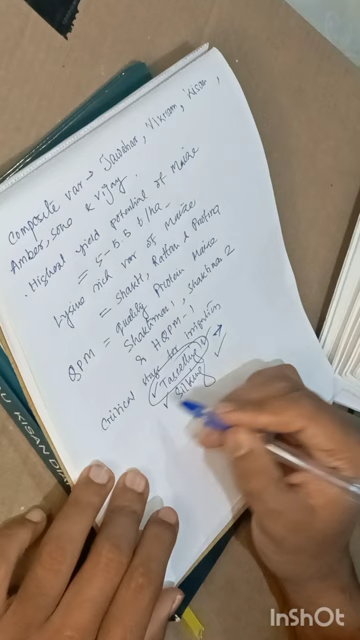 Composite var → Jawahar, Vikram, Kisan,
Amber, sona & Vijay.
. Highest yield potential of Maize
= 5-5.5 t/ha
Lysine rich var of Maize
= shakti, Rattan & Protina
QPM = quality Protein Maize
Shaktiman 1, shaktiman 2
& HQPM-1
Critical stage for irrigation
Tasselling
✓ silking
KISAN
InShOt